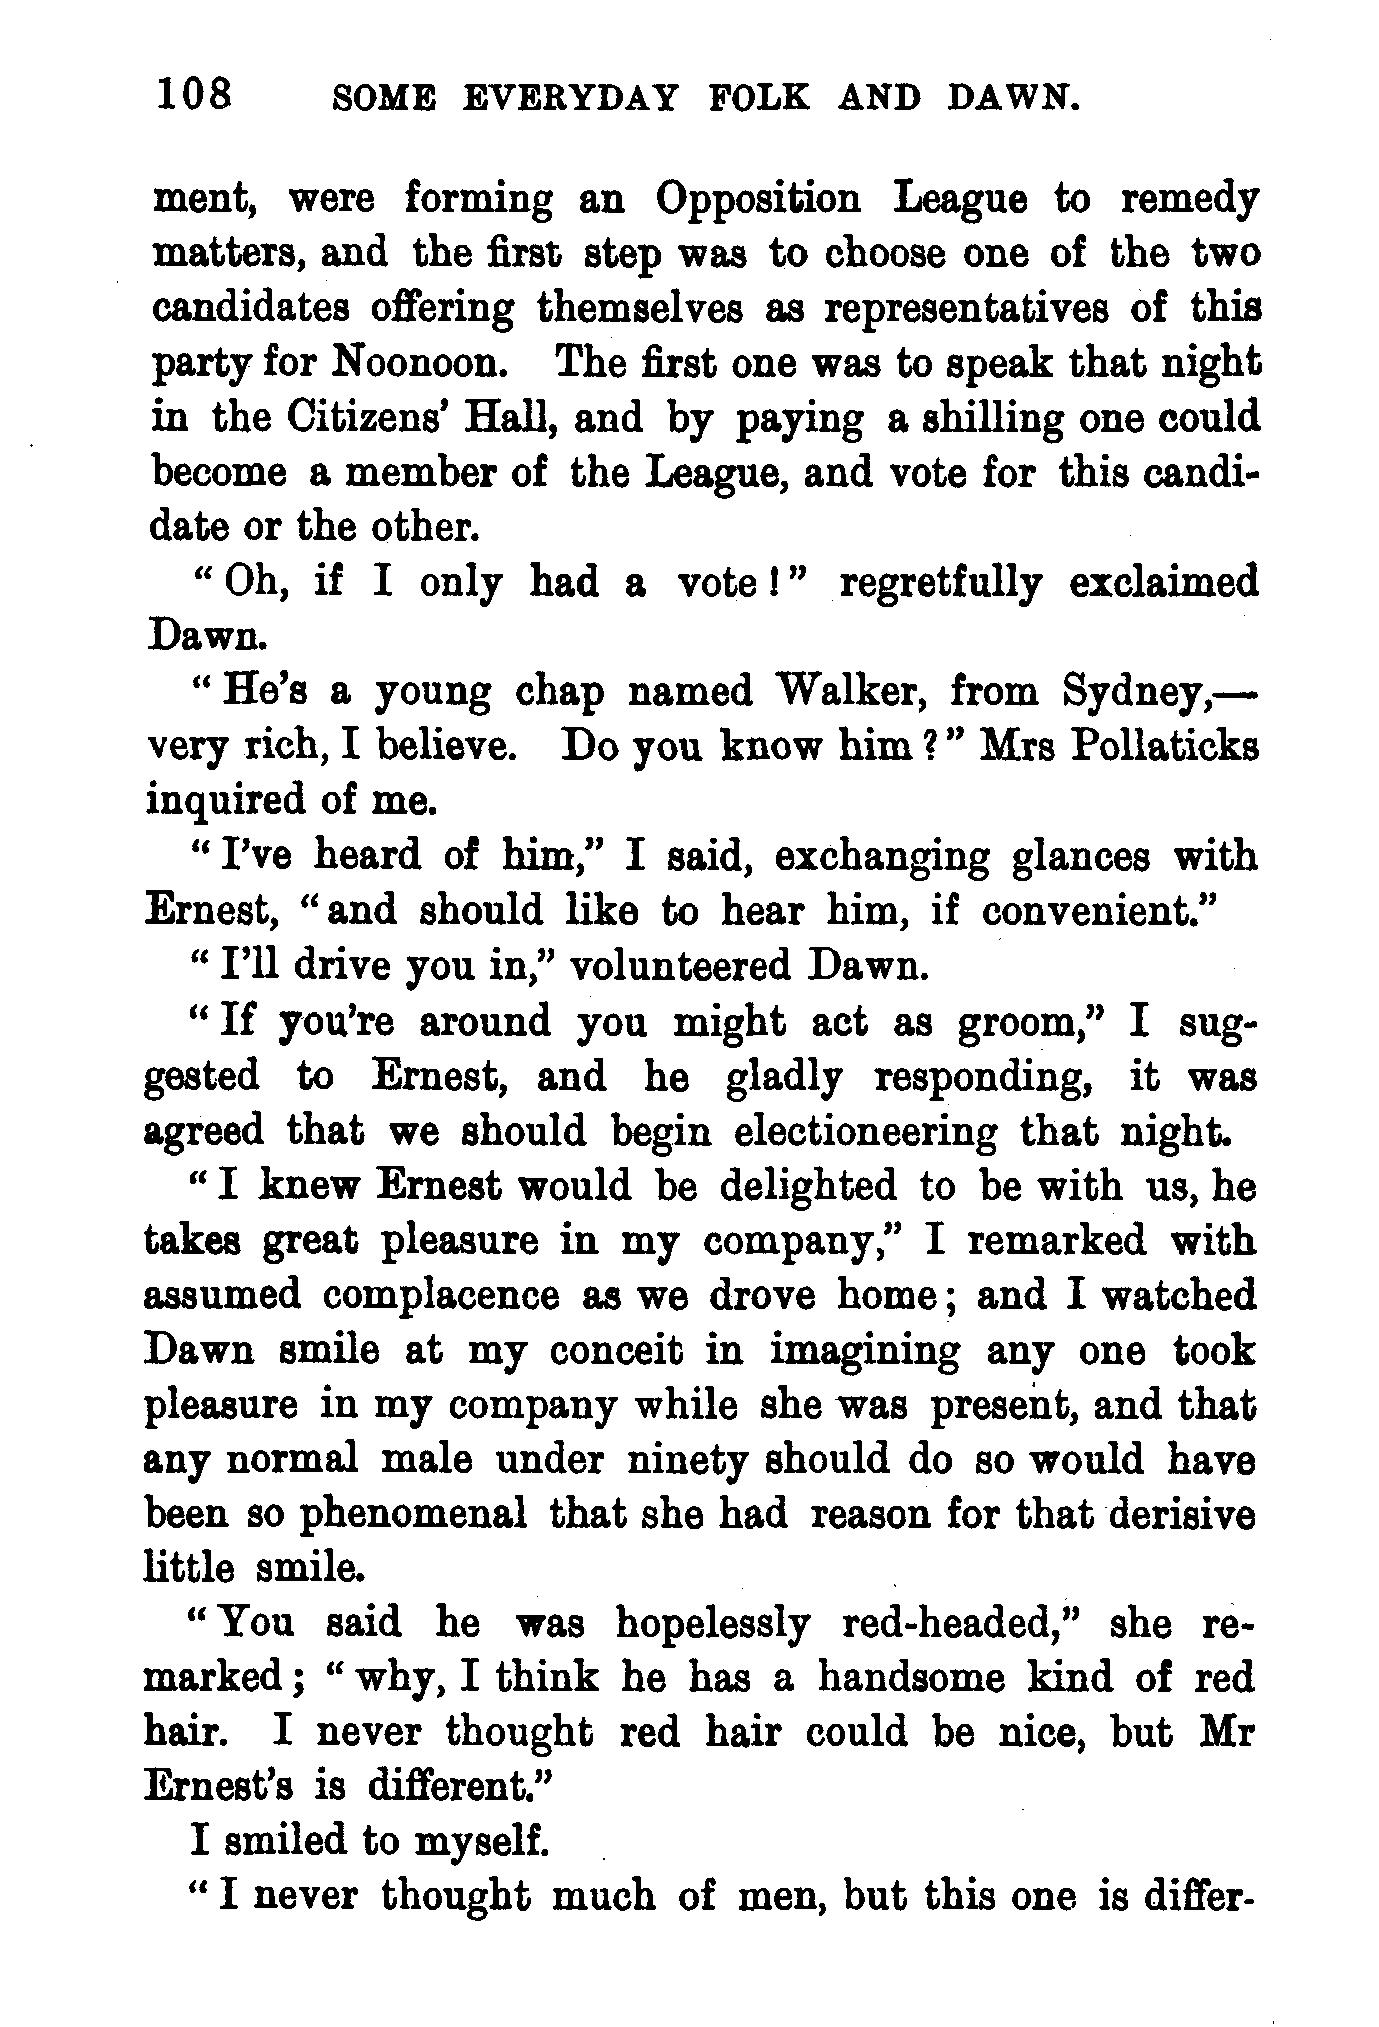 108 SOME EVERYDAY FOLK AND DAWN.
ment, were forming an Opposition League to remedy
matters, and the first step was to choose one of the two
candidates offering themselves as representatives of this
party for Noonoon. The first one was to speak that night
in the Citizens' Hall, and by paying a shilling one could
become a member of the League, and vote for this candi-
date or the other.
"Oh, if I only had a vote!" regretfully exclaimed
Dawn.
"He's a young chap named Walker, from Sydney,—
very rich, I believe. Do you know him?" Mrs Pollaticks
inquired of me.
"I've heard of him," I said, exchanging glances with
Ernest, "and should like to hear him, if convenient."
"I'll drive you in," volunteered Dawn.
"If you're around you might act as groom," I sug-
gested to Ernest, and he gladly responding, it was
agreed that we should begin electioneering that night.
"I knew Ernest would be delighted to be with us, he
takes great pleasure in my company," I remarked with
assumed complacence as we drove home; and I watched
Dawn smile at my conceit in imagining any one took
pleasure in my company while she was present, and that
any normal male under ninety should do so would have
been so phenomenal that she had reason for that derisive
little smile.
"You said he was hopelessly red-headed," she re-
marked; "why, I think he has a handsome kind of red
hair. I never thought red hair could be nice, but Mr
Ernest's is different."
I smiled to myself.
"I never thought much of men, but this one is differ-